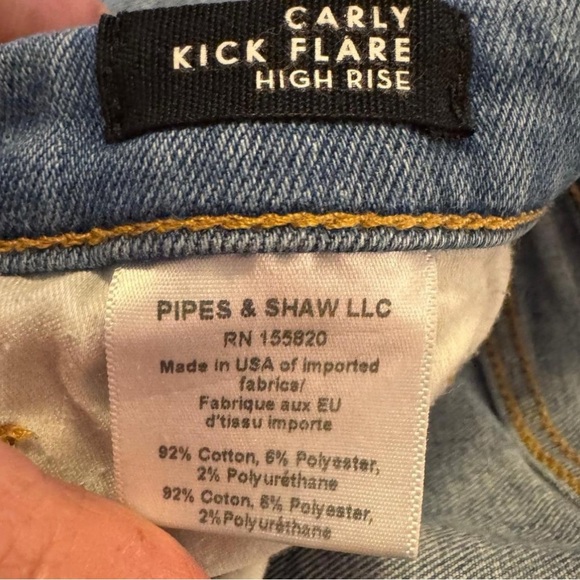 CARLY
KICK FLARE
HIGH RISE
PIPES & SHAW LLC
RN 155820
Made in USA of imported
fabrics/
Fabrique aux EU
d'tissu importe
92% Cotton, 6% Polyester,
2% Polyuréthane
92% Coton, 6% Polyester,
2%Polyuréthane